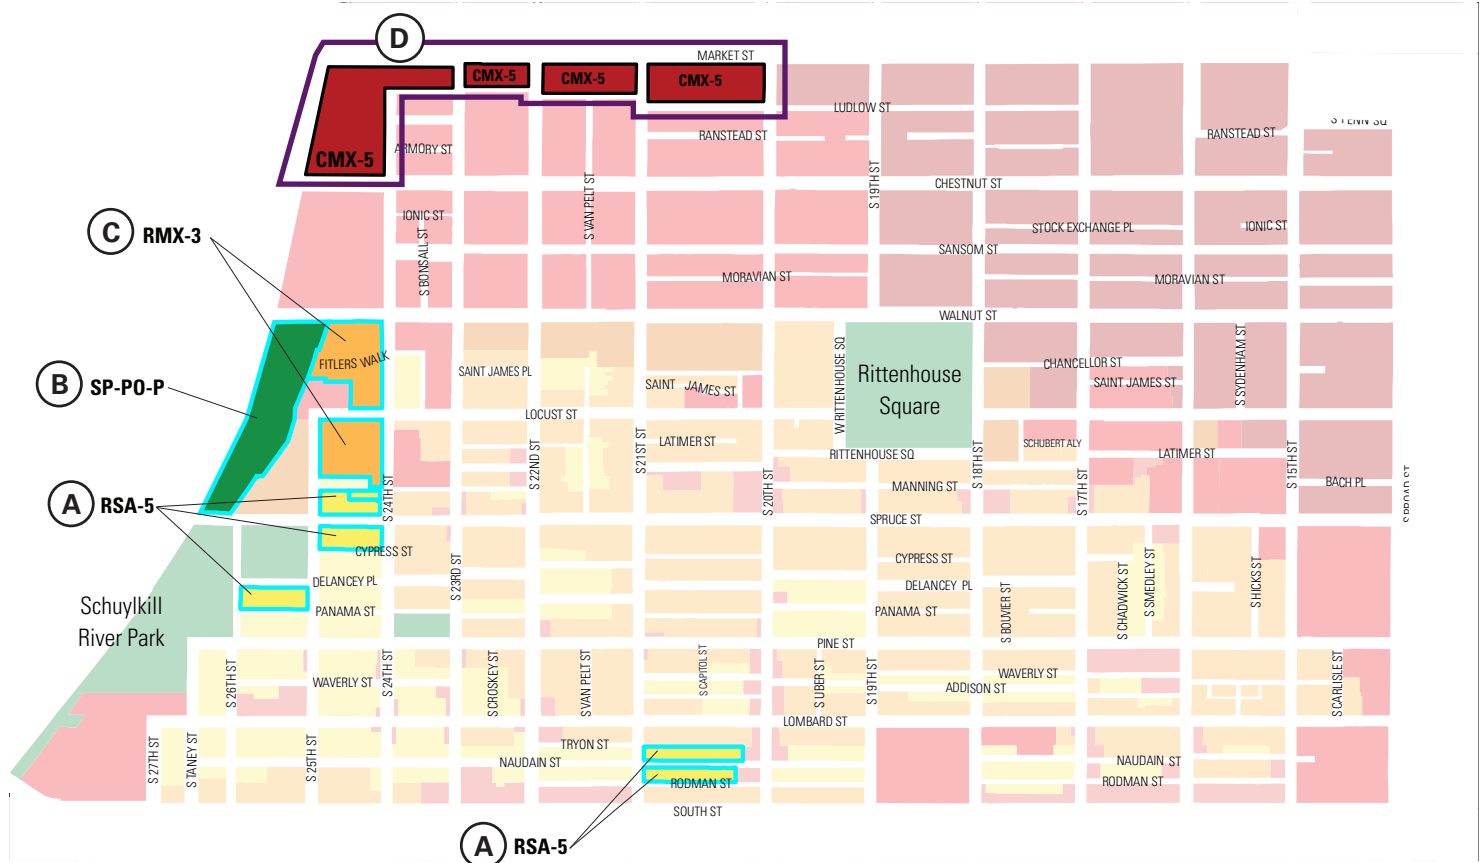 D
MARKET ST
CMX-5
CMX-5
CMX-5
LUDLOW ST
RANSTEAD ST
RANSTEAD ST
ARMORY ST
CMX-5
S 19TH ST
CHESTNUT ST
S VAN PELT ST
IONIC ST
STOCK EXCHANGE PL
IONIC ST
C RMX-3
S BONSALL ST
SANSOM ST
MORAVIAN ST
MORAVIAN ST
WALNUT ST
FITLERS WALK
CHANCELLOR ST
SAINT JAMES PL
SAINT JAMES ST
SAINT JAMES ST
W RITTENHOUSE SQ
Rittenhouse
Square
S SYDENHAM ST
B SP-PO-P
LOCUST ST
LATIMER ST
SCHUBERT ALY
RITTENHOUSE SQ
LATIMER ST
S 22ND ST
S 21ST ST
S 20TH ST
S 18TH ST
S 17TH ST
S 15TH ST
MANNING ST
BACH PL
S BROAD ST
A RSA-5
S 24TH ST
SPRUCE ST
CYPRESS ST
CYPRESS ST
S 23RD ST
DELANCEY PL
DELANCEY PL
S BOUVIER ST
S CHADWICK ST
S SMEDLEY ST
S HICKS ST
Schuylkill
River Park
PANAMA ST
PANAMA ST
PINE ST
S 26TH ST
WAVERLY ST
S 24TH ST
S CROSKEY ST
S VAN PELT ST
S CAPITOL ST
S UBER ST
S 19TH ST
WAVERLY ST
ADDISON ST
S CARLISLE ST
LOMBARD ST
S 27TH ST
S TANEY ST
S 25TH ST
TRYON ST
NAUDAIN ST
NAUDAIN ST
RODMAN ST
RODMAN ST
SOUTH ST
A RSA-5